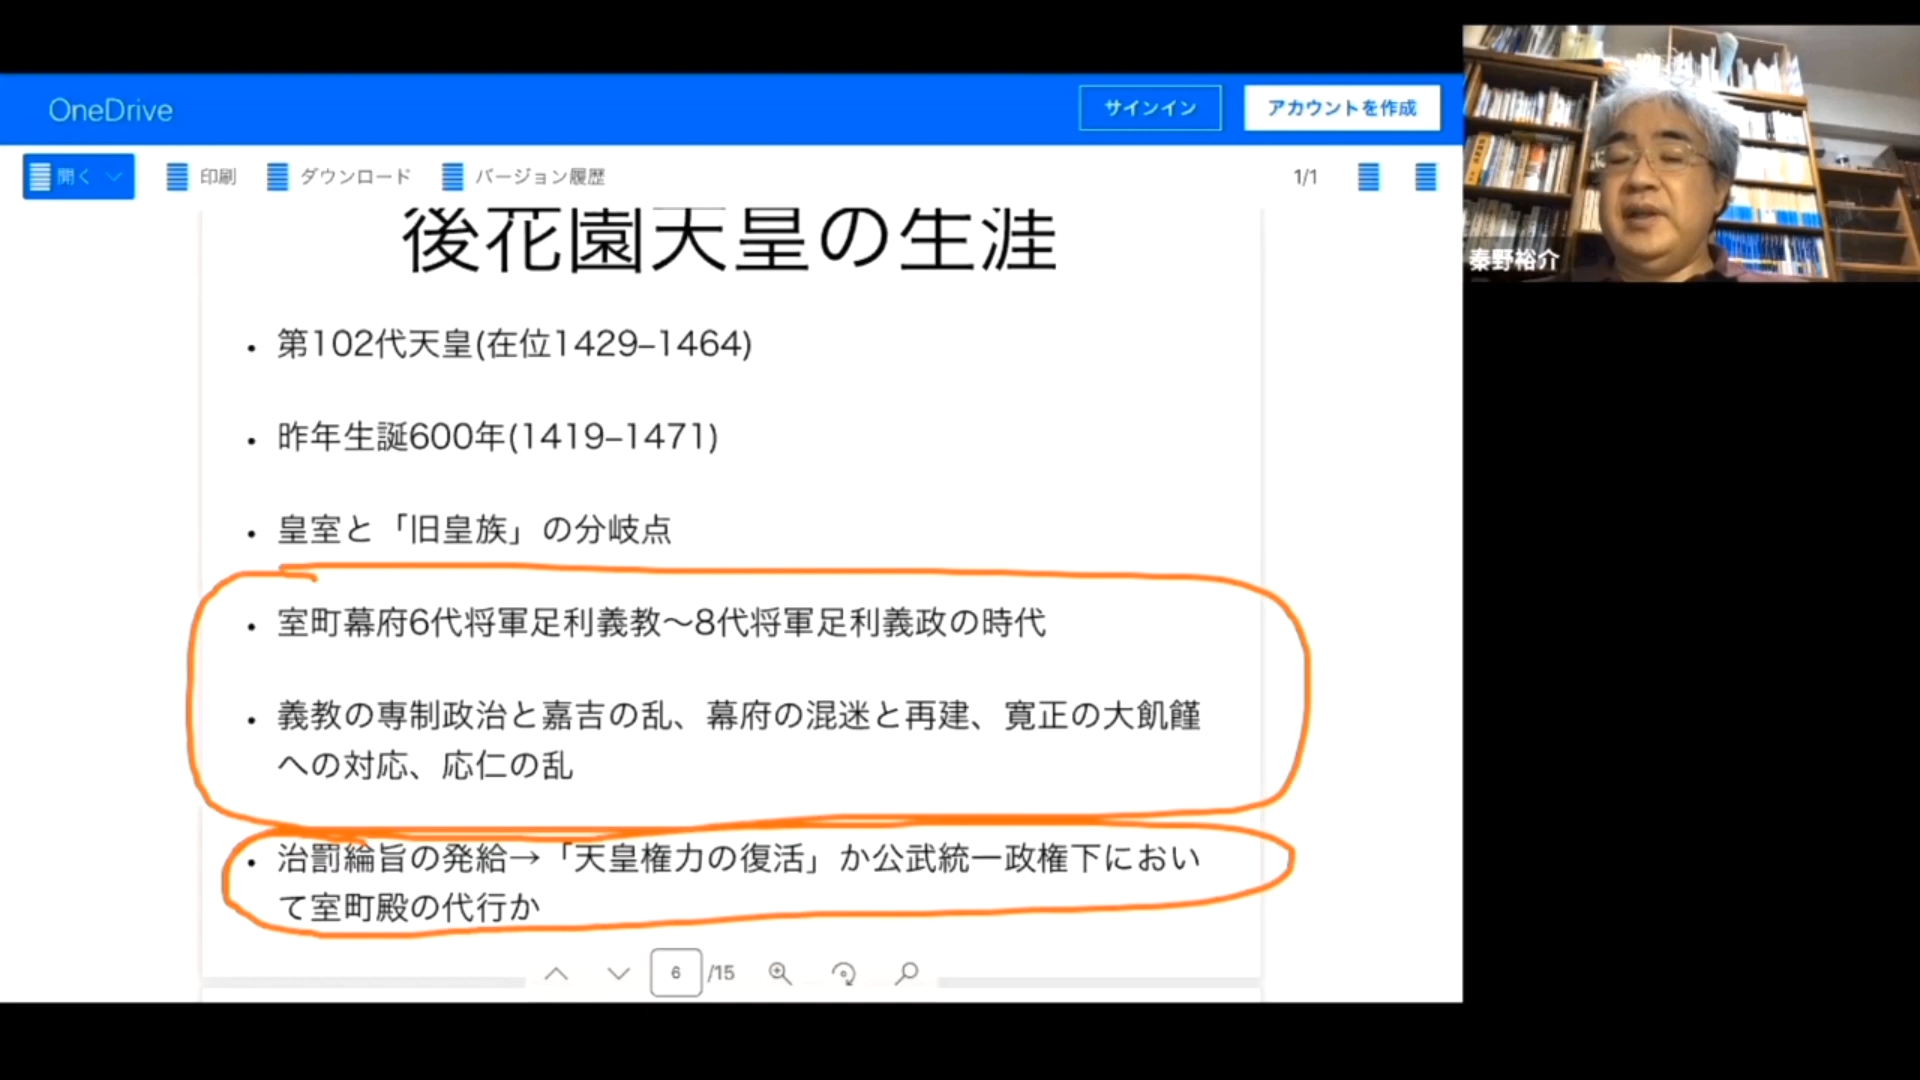 OneDrive
サインイン
アカウントを作成
開く
印刷
ダウンロード
バージョン履歴
1/1
後花園天皇の生涯
• 第102代天皇(在位1429–1464)
• 昨年生誕600年(1419–1471)
• 皇室と「旧皇族」の分岐点
• 室町幕府6代将軍足利義教〜8代将軍足利義政の時代
• 義教の専制政治と嘉吉の乱、幕府の混迷と再建、寛正の大飢饉
への対応、応仁の乱
• 治罰綸旨の発給→「天皇権力の復活」か公武統一政権下におい
て室町殿の代行か
6 /15
秦野裕介